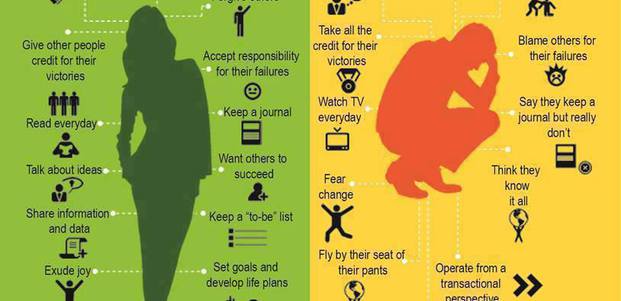 Forgive others
Give other people
credit for their
victories
Accept responsibility
for their failures
Keep a journal
Read everyday
Want others to
succeed
Talk about ideas
Share information
and data
Keep a "to-be" list
Exude joy
Set goals and
develop life plans
Take all the
credit for their
victories
Blame others for
their failures
Watch TV
everyday
Say they keep a
journal but really
don't
Think they
know
it all
Fear
change
Fly by their seat of
their pants
Operate from a
transactional
perspective